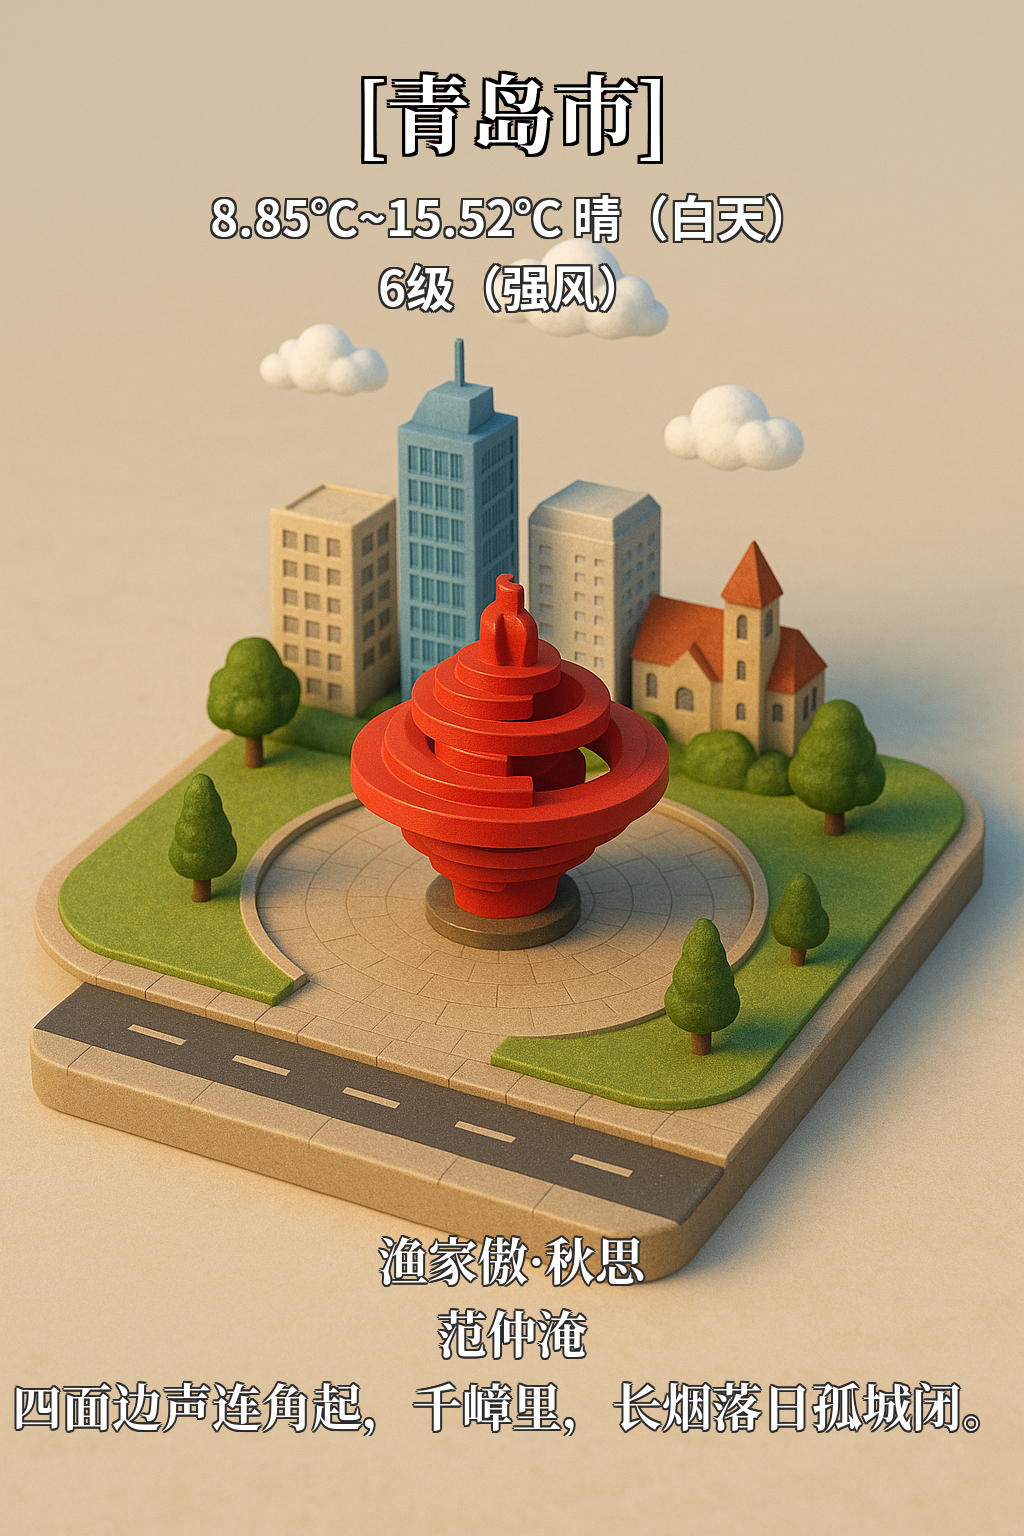 [青岛市]
8.85℃~15.52℃ 晴（白天）
6级（强风）
渔家傲·秋思
范仲淹
四面边声连角起，千嶂里，长烟落日孤城闭。